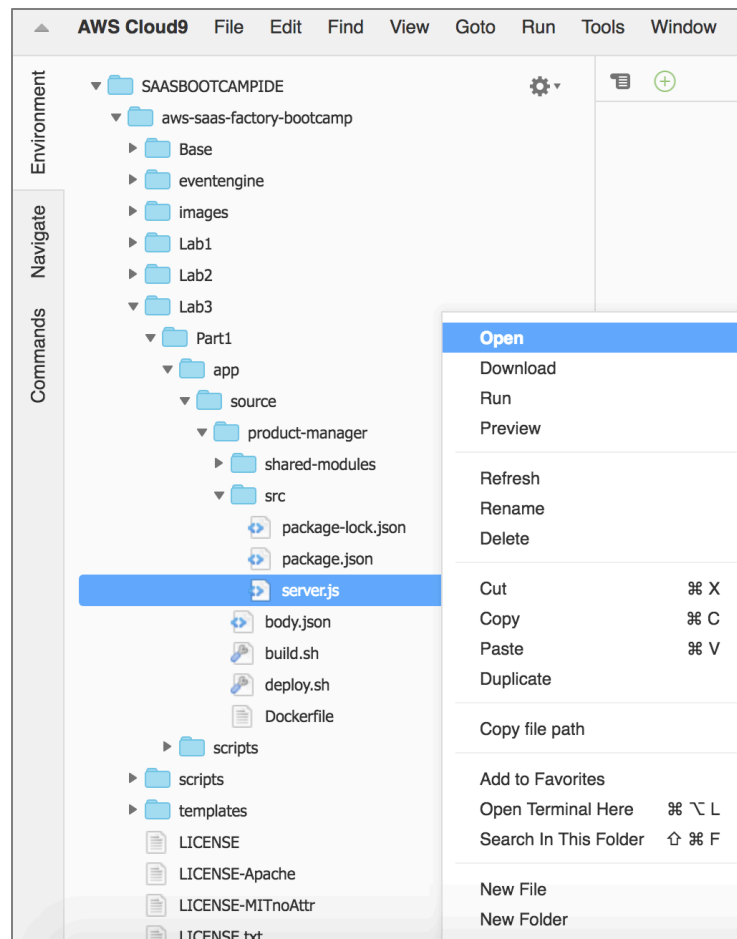 AWS Cloud9 File Edit Find View Goto Run Tools Window
Environment
Navigate
Commands
SAASBOOTCAMPIDE
aws-saas-factory-bootcamp
Base
eventengine
images
Lab1
Lab2
Lab3
Part1
app
source
product-manager
shared-modules
src
package-lock.json
package.json
server.js
body.json
build.sh
deploy.sh
Dockerfile
scripts
scripts
templates
LICENSE
LICENSE-Apache
LICENSE-MITnoAttr
LICENSE.txt
Open
Download
Run
Preview
Refresh
Rename
Delete
Cut ⌘ X
Copy ⌘ C
Paste ⌘ V
Duplicate
Copy file path
Add to Favorites
Open Terminal Here ⌘ ⌥ L
Search In This Folder ⇧ ⌘ F
New File
New Folder